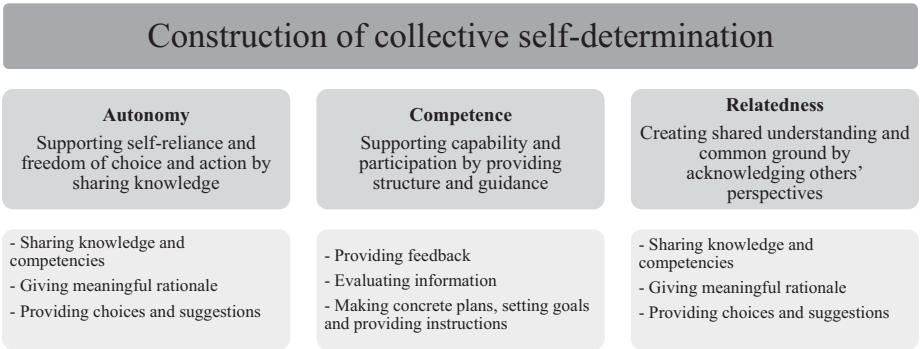 Construction of collective self-determination
Autonomy
Supporting self-reliance and
freedom of choice and action by
sharing knowledge
Competence
Supporting capability and
participation by providing
structure and guidance
Relatedness
Creating shared understanding and
common ground by
acknowledging others’
perspectives
- Sharing knowledge and
competencies
- Giving meaningful rationale
- Providing choices and suggestions
- Providing feedback
- Evaluating information
- Making concrete plans, setting goals
and providing instructions
- Sharing knowledge and
competencies
- Giving meaningful rationale
- Providing choices and suggestions